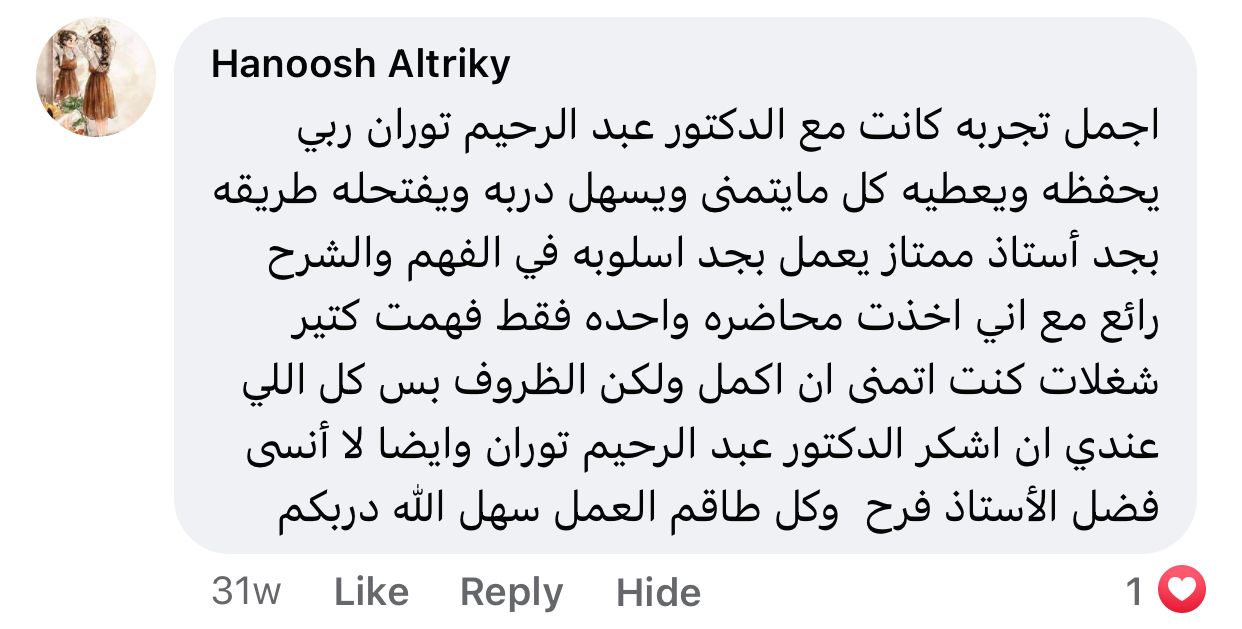 Hanoosh Altriky
اجمل تجربه كانت مع الدكتور عبد الرحيم توران ربي
يحفظه ويعطيه كل مايتمنى ويسهل دربه ويفتحله طريقه
بجد أستاذ ممتاز يعمل بجد اسلوبه في الفهم والشرح
رائع مع اني اخذت محاضره واحده فقط فهمت كتير
شغلات كنت اتمنى ان اكمل ولكن الظروف بس كل اللي
عندي ان اشكر الدكتور عبد الرحيم توران وايضا لا أنسى
فضل الأستاذ فرح  وكل طاقم العمل سهل الله دربكم
31w Like Reply Hide 1